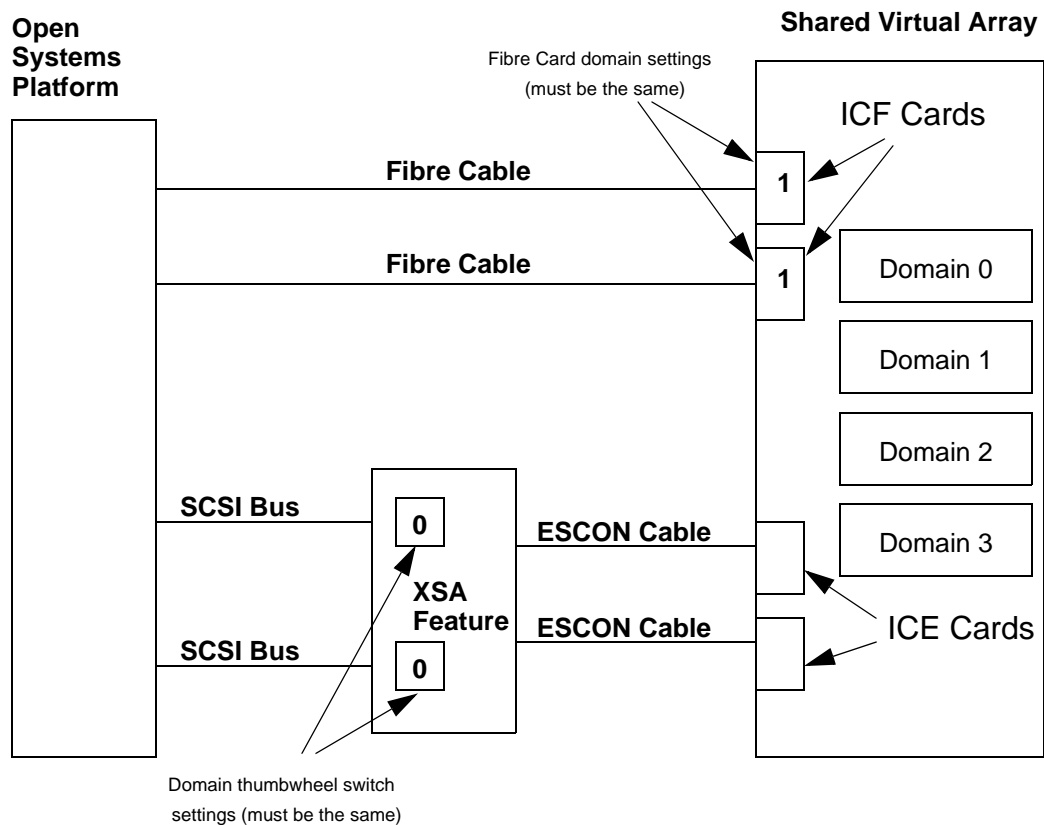 Open
Systems
Platform
Shared Virtual Array
Fibre Card domain settings
(must be the same)
ICF Cards
Fibre Cable
1
Fibre Cable
1
Domain 0
Domain 1
Domain 2
Domain 3
SCSI Bus
0
ESCON Cable
XSA
Feature
SCSI Bus
0
ESCON Cable
ICE Cards
Domain thumbwheel switch
settings (must be the same)